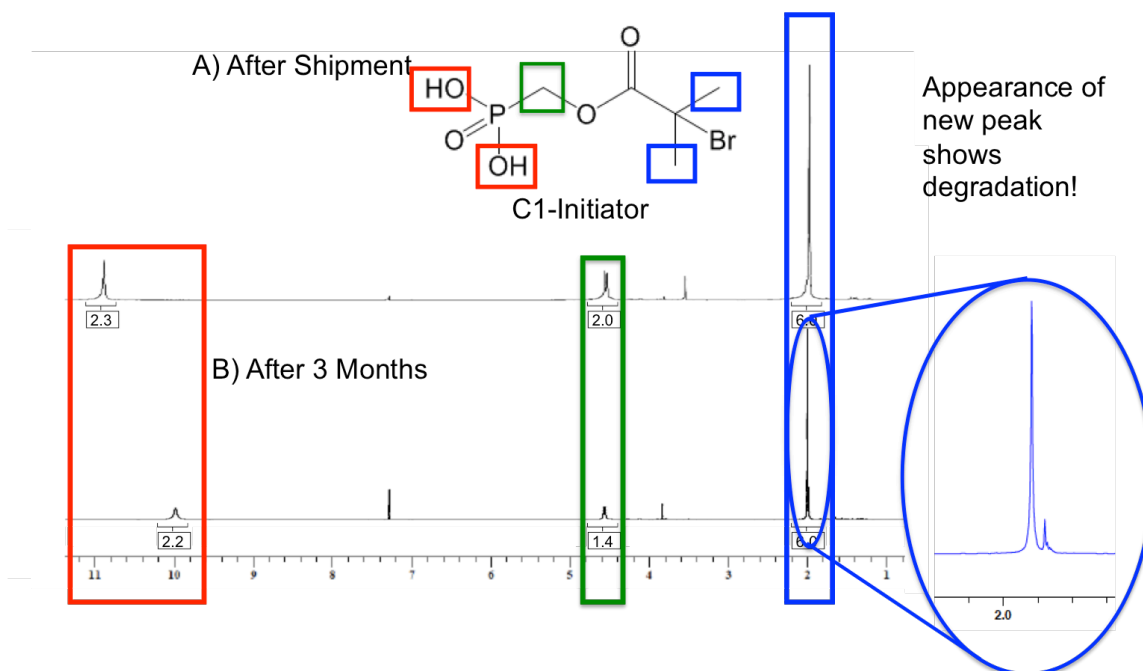 A) After Shipment
O
HO
P
O
O
Br
OH
C1-Initiator
Appearance of
new peak
shows
degradation!
2.3
2.0
6.0
B) After 3 Months
2.2
1.4
6.0
11 10 9 8 7 6 5 4 3 2 1
2.0